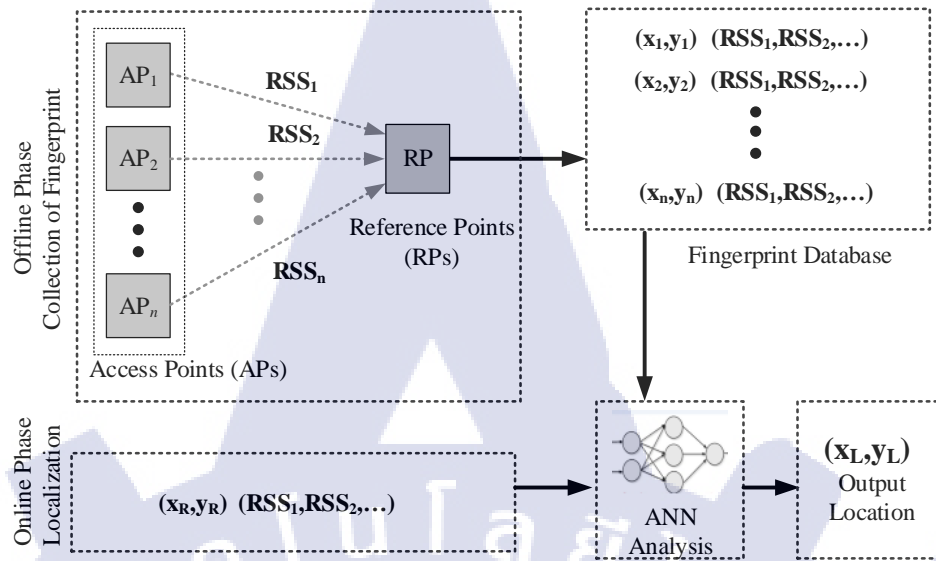 Offline Phase
Collection of Fingerprint
AP1
AP2
APn
Access Points (APs)
RSS1
RSS2
RSSn
RP
Reference Points
(RPs)
(x1,y1) (RSS1,RSS2,...)
(x2,y2) (RSS1,RSS2,...)
(xn,yn) (RSS1,RSS2,...)
Fingerprint Database
Online Phase
Localization
(xR,yR) (RSS1,RSS2,...)
ANN
Analysis
(xL,yL)
Output
Location